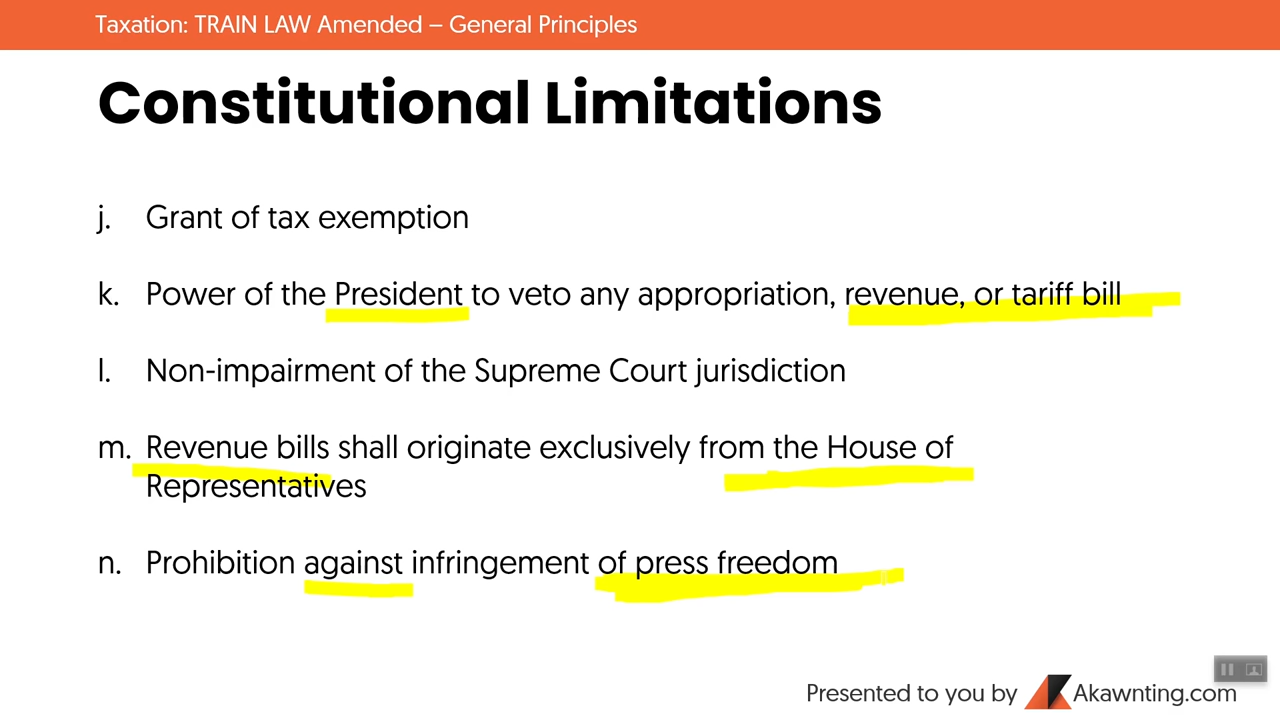 Taxation: TRAIN LAW Amended – General Principles
Constitutional Limitations
j. Grant of tax exemption
k. Power of the President to veto any appropriation, revenue, or tariff bill
l. Non-impairment of the Supreme Court jurisdiction
m. Revenue bills shall originate exclusively from the House of
Representatives
n. Prohibition against infringement of press freedom
Presented to you by Akawnting.com